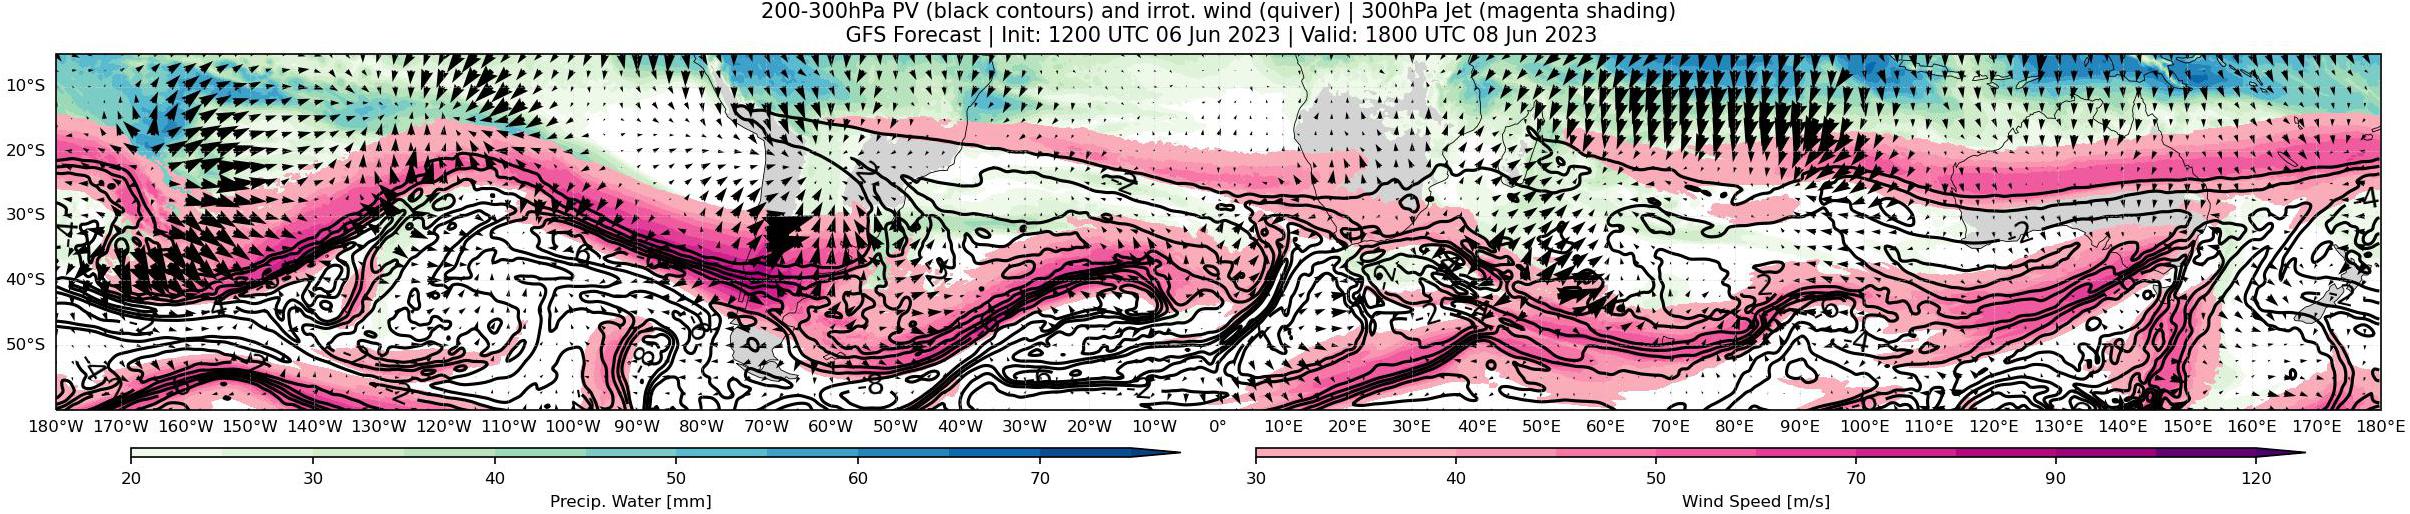 200-300hPa PV (black contours) and irrot. wind (quiver) | 300hPa Jet (magenta shading)
GFS Forecast | Init: 1200 UTC 06 Jun 2023 | Valid: 1800 UTC 08 Jun 2023
10°S
20°S
30°S
40°S
50°S
180°W 170°W 160°W 150°W 140°W 130°W 120°W 110°W 100°W 90°W 80°W 70°W 60°W 50°W 40°W 30°W 20°W 10°W 0° 10°E 20°E 30°E 40°E 50°E 60°E 70°E 80°E 90°E 100°E 110°E 120°E 130°E 140°E 150°E 160°E 170°E 180°E
20 30 40 50 60 70
Precip. Water [mm]
30 40 50 70 90 120
Wind Speed [m/s]